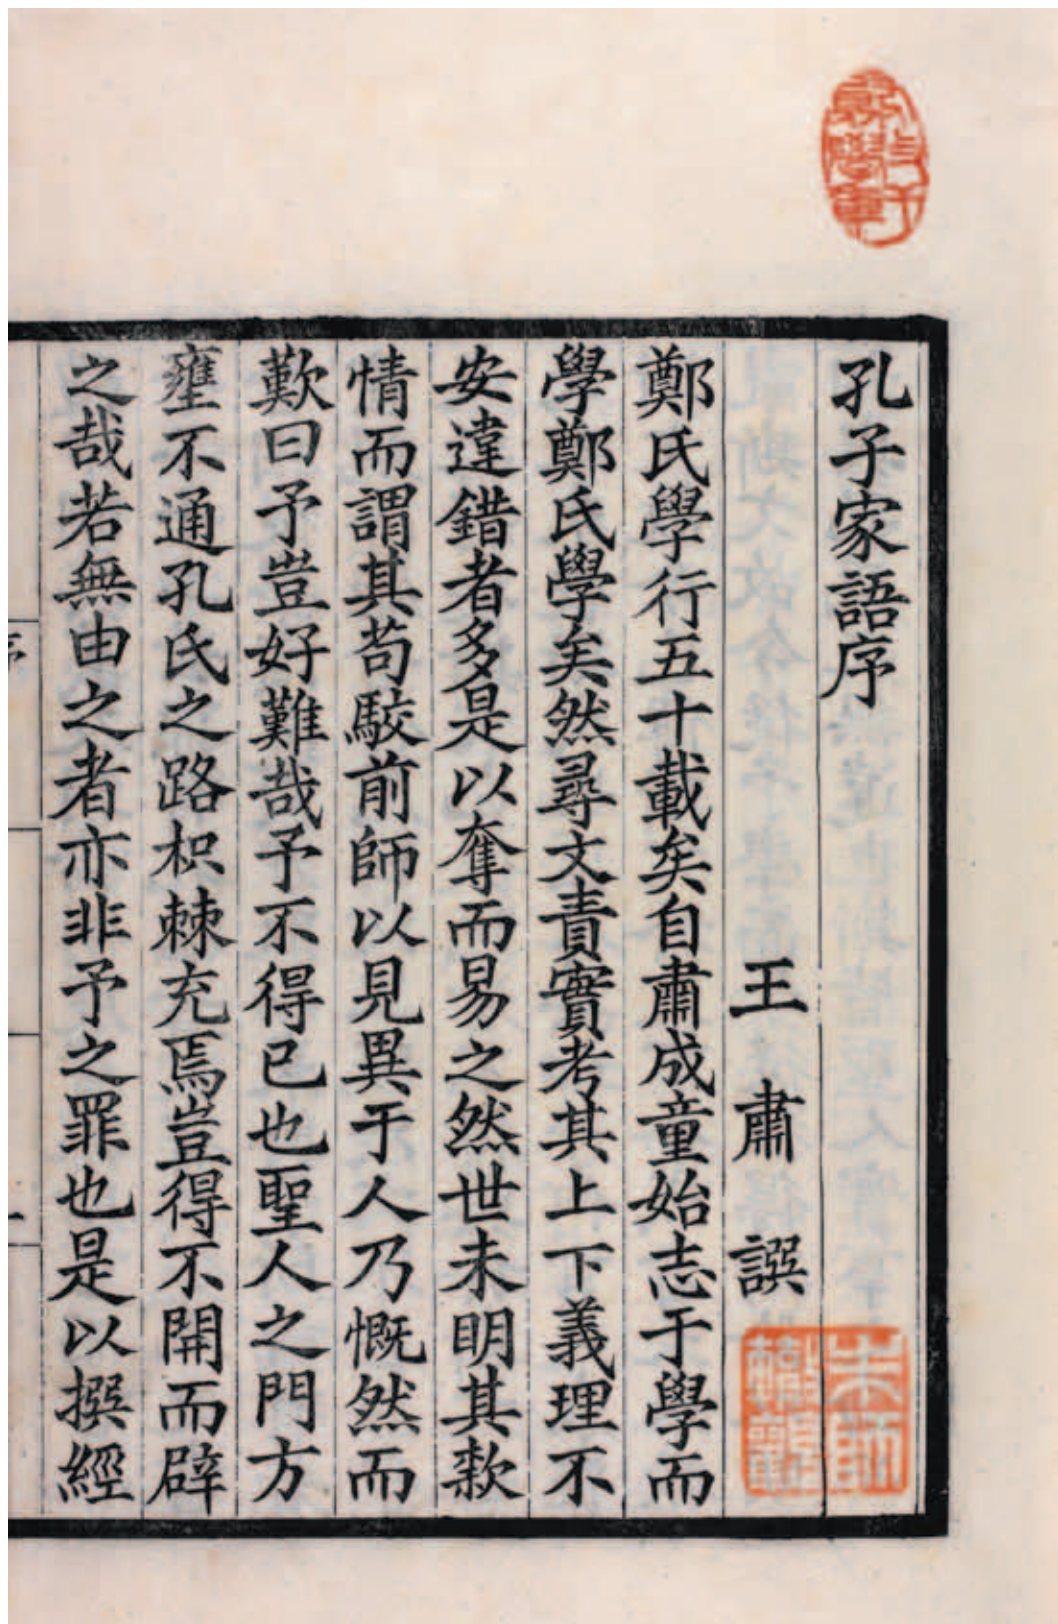 孔子家語序
王肅譔
鄭氏學行五十載矣自肅成童始志于學而
學鄭氏學矣然尋文責實考其上下義理不
安違錯者多是以奪而易之然世未明其款
情而謂其苟駮前師以見異于人乃慨然而
歎曰予豈好難哉予不得已也聖人之門方
壅不通孔氏之路枳棘充焉豈得不開而辟
之哉若無由之者亦非予之罪也是以撰經
序